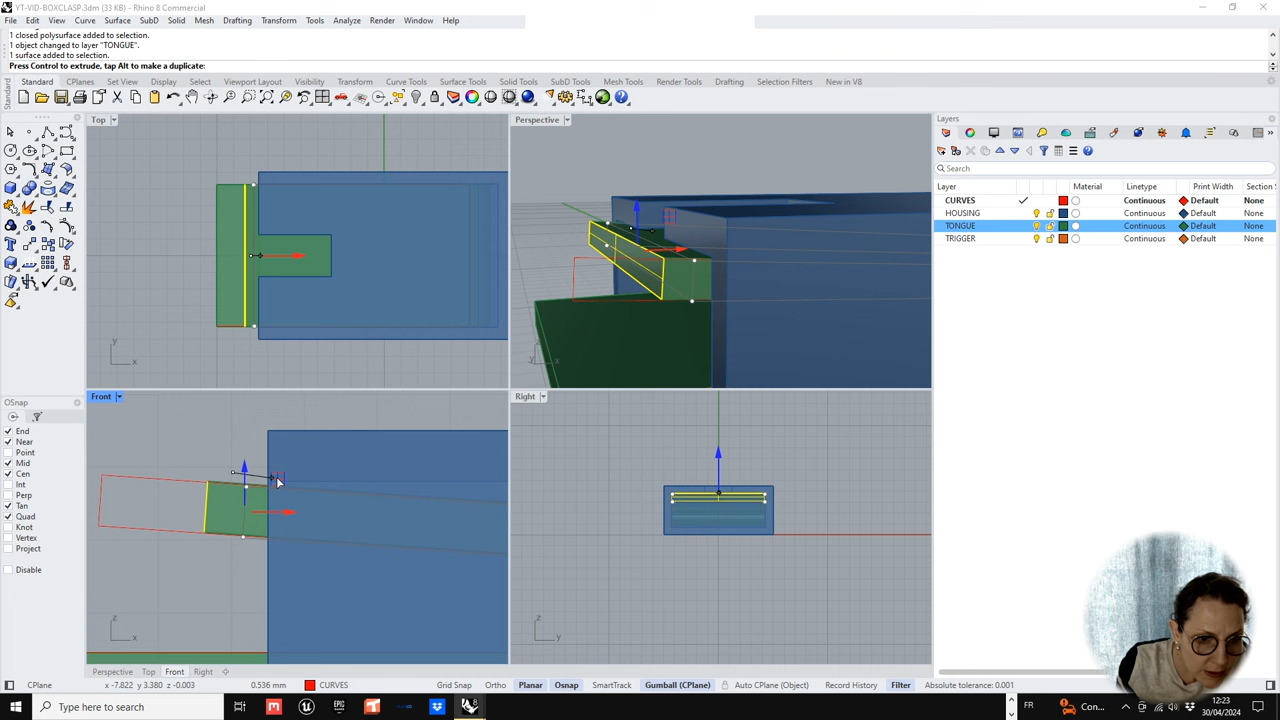 YT-VID-BOXCLASP.3dm (33 KB) - Rhino 8 Commercial
File Edit View Curve Surface SubD Solid Mesh Drafting Transform Tools Analyze Render Window Help
1 closed polysurface added to selection.
1 object changed to layer "TONGUE".
1 surface added to selection.
Press Control to extrude, tap Alt to make a duplicate:
Standard CPlanes Set View Display Select Viewport Layout Visibility Transform Curve Tools Surface Tools Solid Tools SubD Tools Mesh Tools Render Tools Drafting Selection Filters New in V8
Standard
Top
Perspective
Layers
Search
Layer Material Linetype Print Width Section
CURVES Continuous Default None
HOUSING Continuous Default None
TONGUE Continuous Default None
TRIGGER Continuous Default None
y
x
Front
Right
z
x
z
y
OSnap
End
Near
Point
Mid
Cen
Int
Perp
Tan
Quad
Knot
Vertex
Project
Disable
Perspective Top Front Right
CPlane x -7.822 y 3.380 z -0.003 0.536 mm CURVES Grid Snap Ortho Planar Osnap SmartTrack Gumball (CPlane) Auto CPlane (Object) Record History Filter Absolute tolerance: 0.001
Type here to search
Con...
FR
12:23
30/04/2024